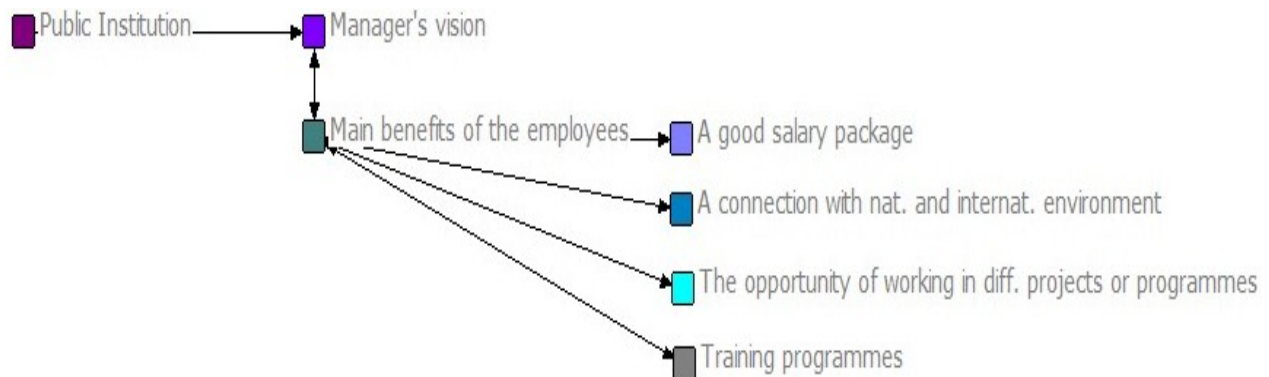 Public Institution
Manager's vision
Main benefits of the employees
A good salary package
A connection with nat. and internat. environment
The opportunity of working in diff. projects or programmes
Training programmes